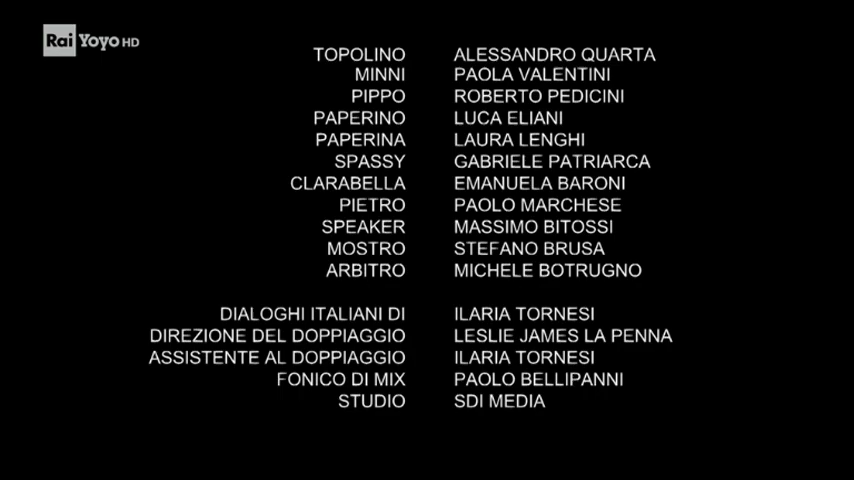 Rai Yoyo HD
TOPOLINO ALESSANDRO QUARTA
MINNI PAOLA VALENTINI
PIPPO ROBERTO PEDICINI
PAPERINO LUCA ELIANI
PAPERINA LAURA LENGHI
SPASSY GABRIELE PATRIARCA
CLARABELLA EMANUELA BARONI
PIETRO PAOLO MARCHESE
SPEAKER MASSIMO BITOSSI
MOSTRO STEFANO BRUSA
ARBITRO MICHELE BOTRUGNO
DIALOGHI ITALIANI DI ILARIA TORNESI
DIREZIONE DEL DOPPIAGGIO LESLIE JAMES LA PENNA
ASSISTENTE AL DOPPIAGGIO ILARIA TORNESI
FONICO DI MIX PAOLO BELLIPANNI
STUDIO SDI MEDIA